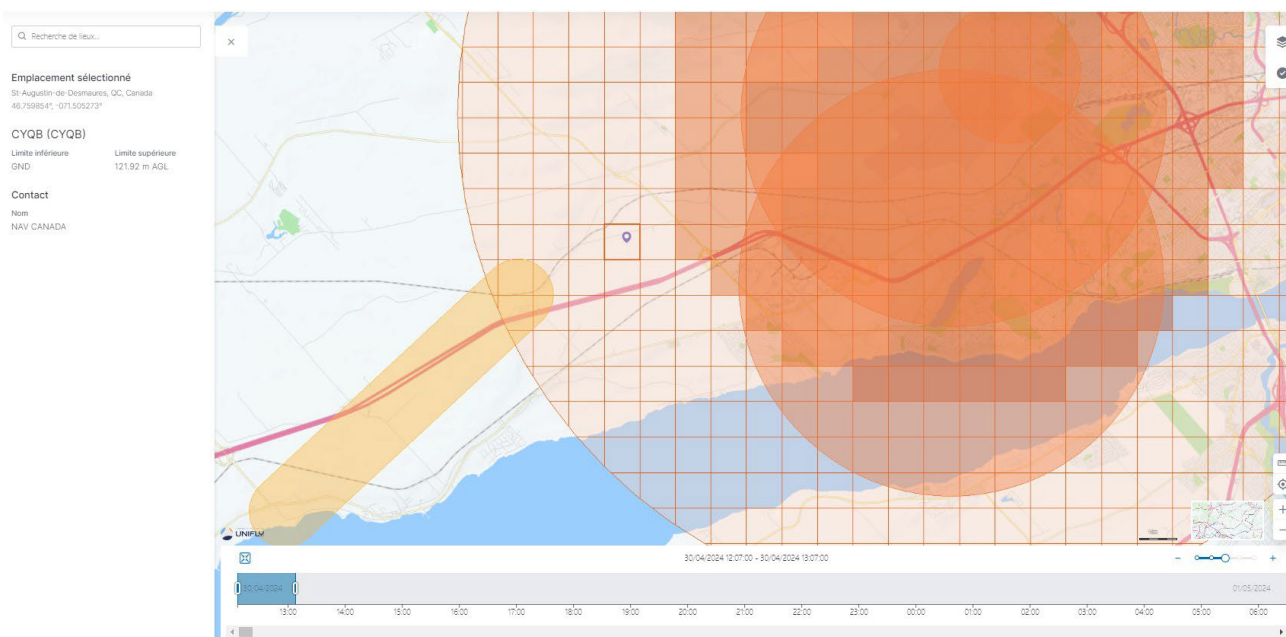 Recherche de lieux...
Emplacement sélectionné
St-Augustin-de-Desmaures, QC, Canada
46.759854°, -071.505273°
CYQB (CYQB)
Limite inférieure Limite supérieure
GND 121.92 m AGL
Contact
Nom
NAV CANADA
UNIFLY
30/04/2024 12:07:00 - 30/04/2024 13:07:00
30/04/2024 01/05/2024
13:00 14:00 15:00 16:00 17:00 18:00 19:00 20:00 21:00 22:00 23:00 00:00 01:00 02:00 03:00 04:00 05:00 06:00